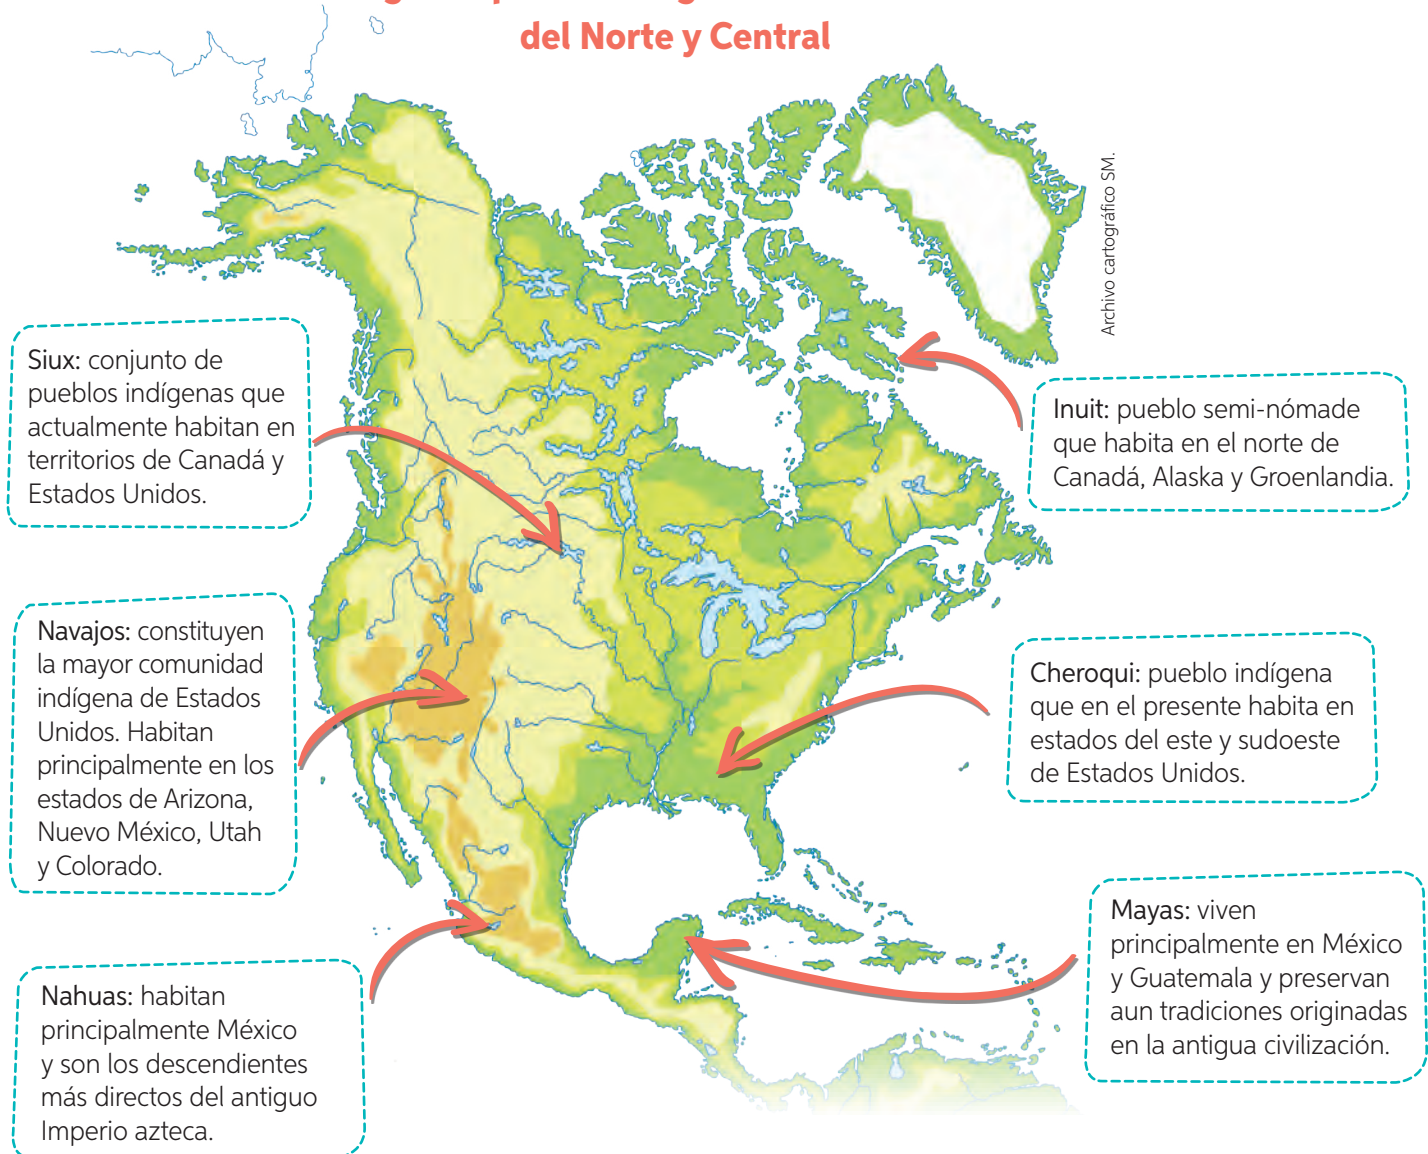 del Norte y Central
Archivo cartográfico SM.
Siux: conjunto de
pueblos indígenas que
actualmente habitan en
territorios de Canadá y
Estados Unidos.
Inuit: pueblo semi-nómade
que habita en el norte de
Canadá, Alaska y Groenlandia.
Navajos: constituyen
la mayor comunidad
indígena de Estados
Unidos. Habitan
principalmente en los
estados de Arizona,
Nuevo México, Utah
y Colorado.
Cheroqui: pueblo indígena
que en el presente habita en
estados del este y sudoeste
de Estados Unidos.
Mayas: viven
principalmente en México
y Guatemala y preservan
aun tradiciones originadas
en la antigua civilización.
Nahuas: habitan
principalmente México
y son los descendientes
más directos del antiguo
Imperio azteca.